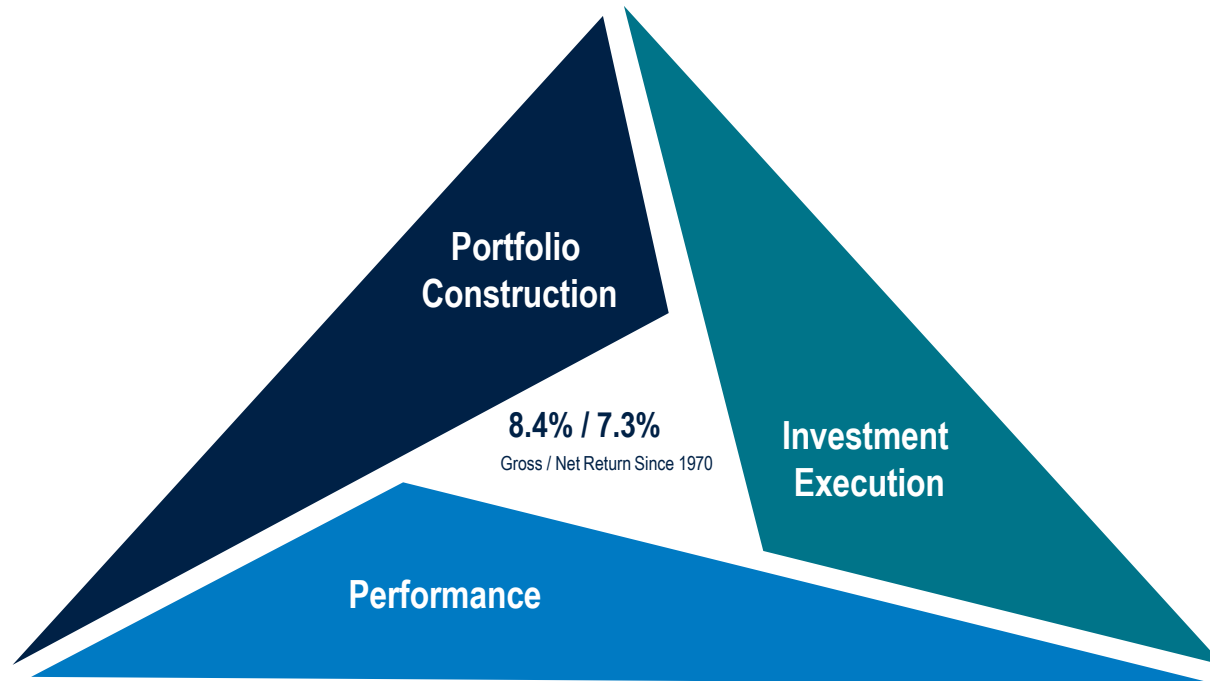 Portfolio
Construction
8.4% / 7.3%
Gross / Net Return Since 1970
Investment
Execution
Performance